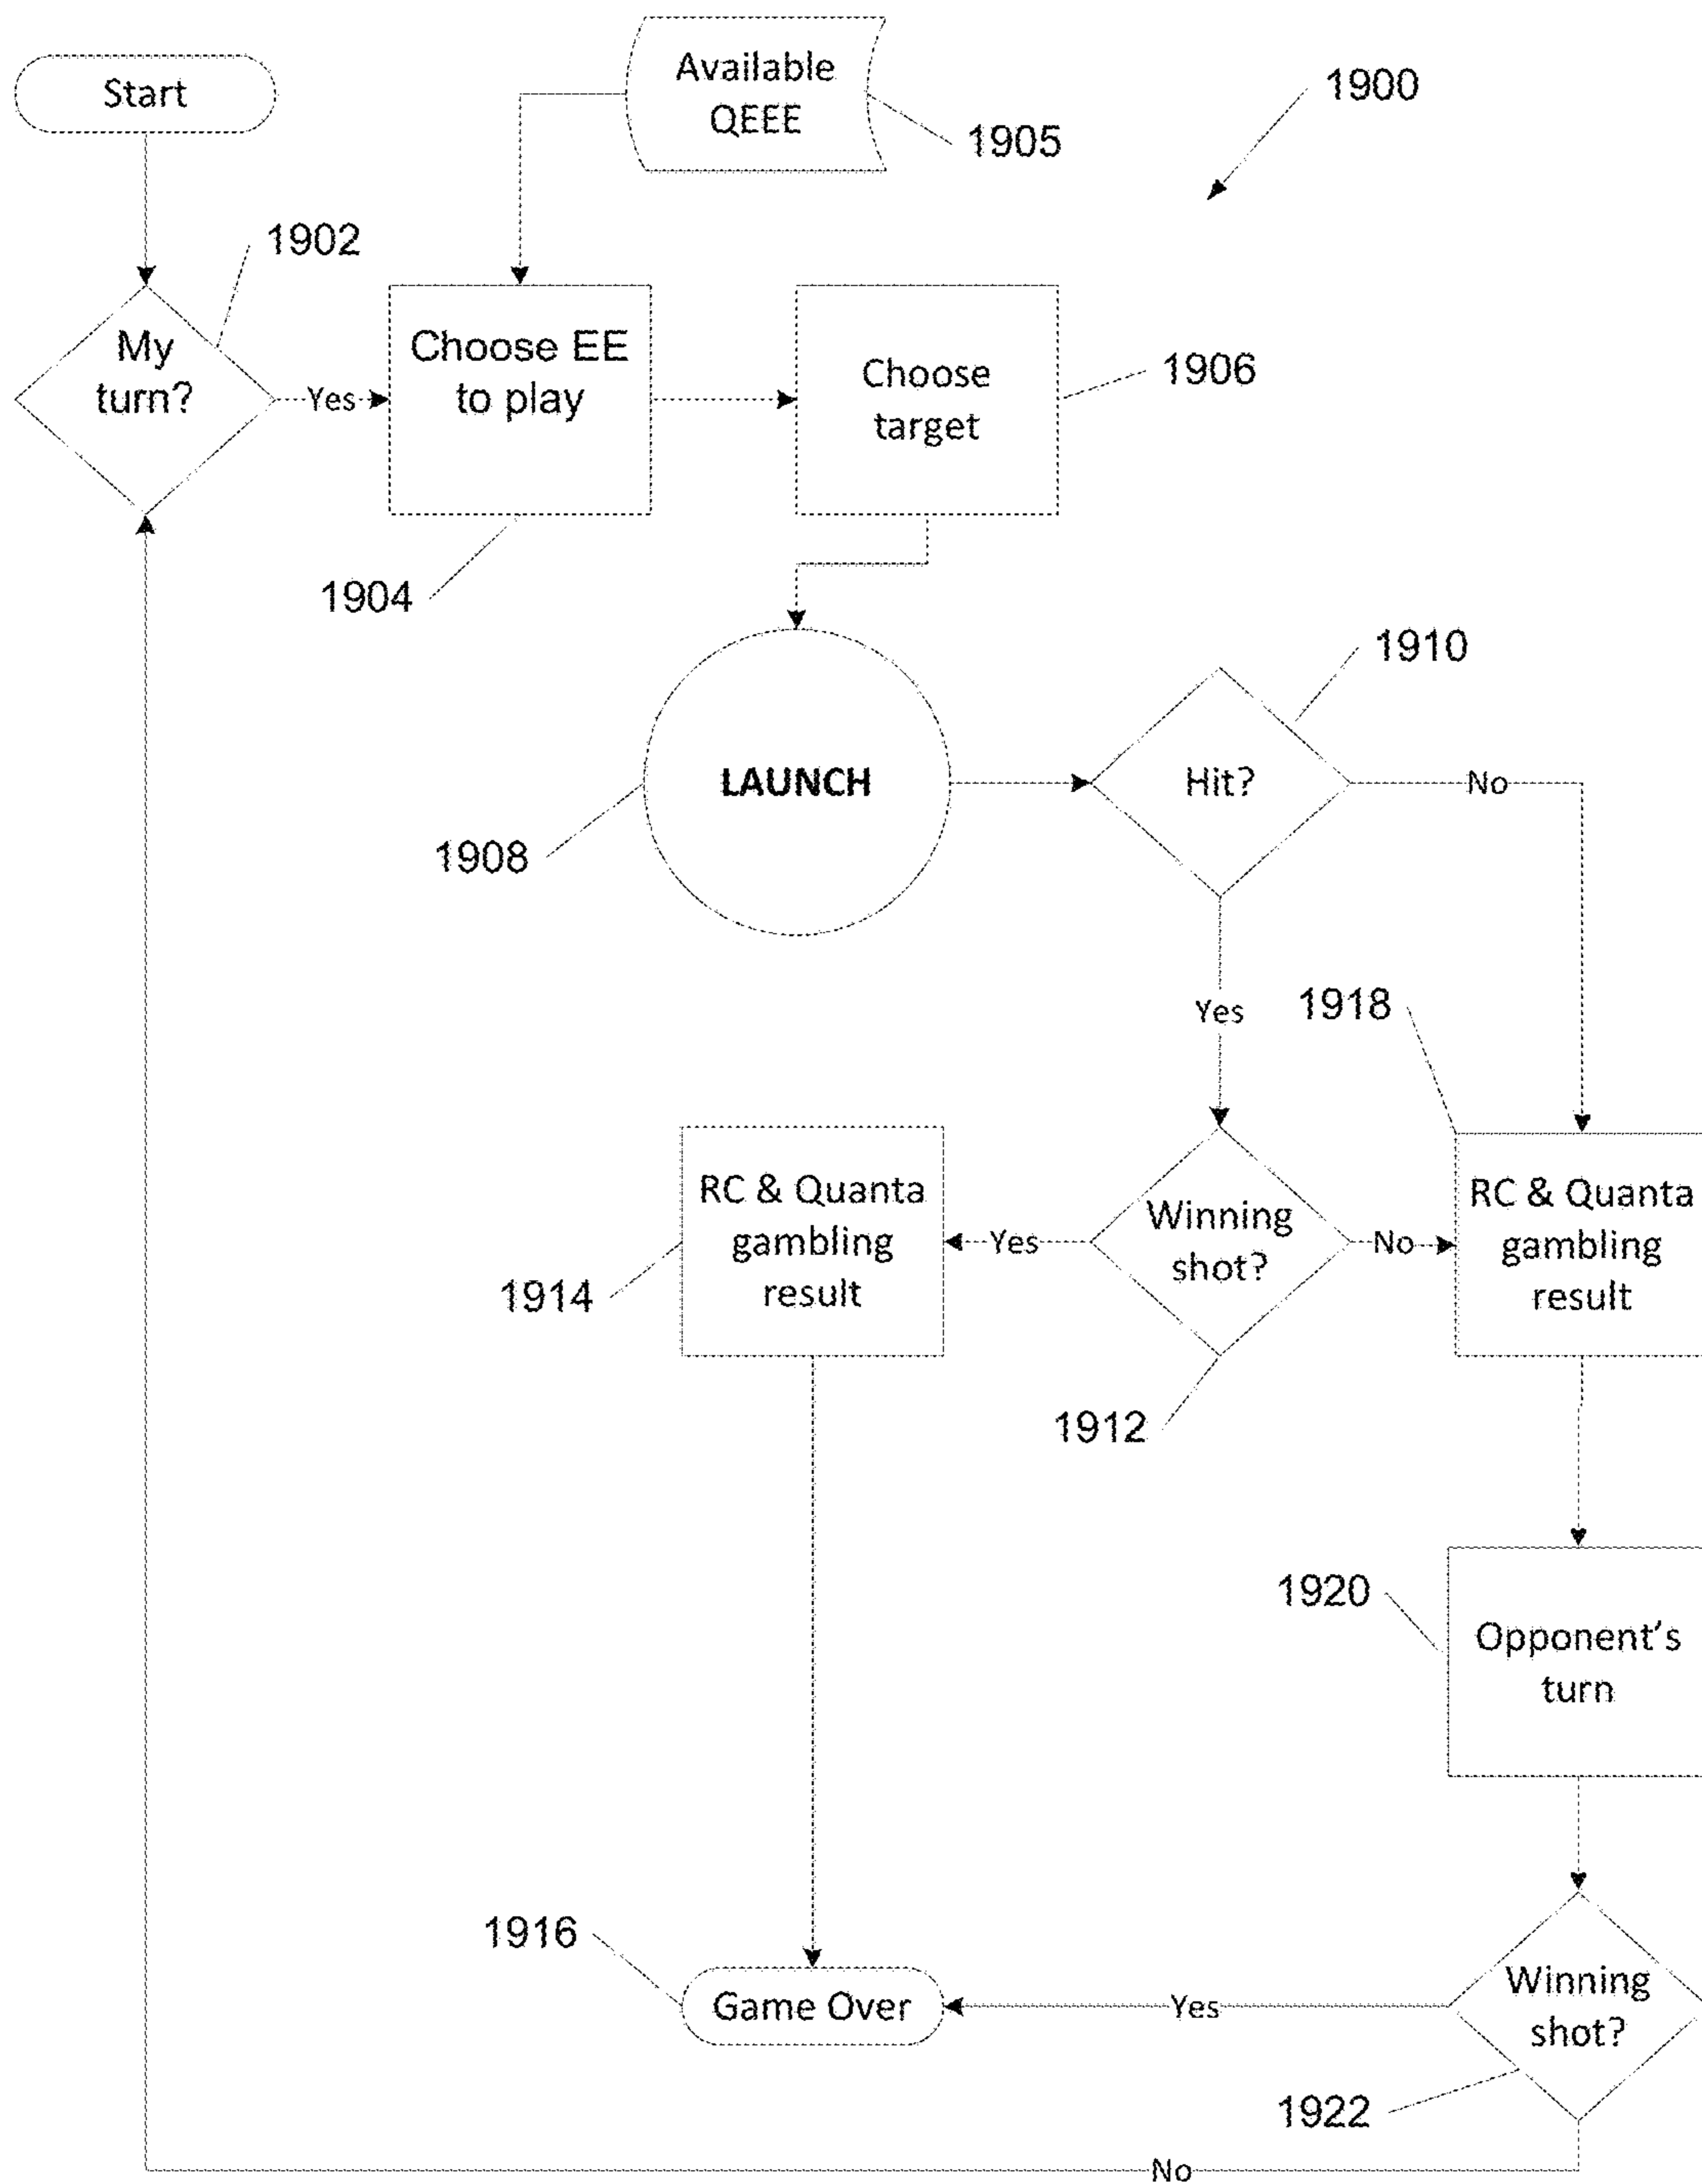 Start
Available
QEEE
1900
1905
1902
My
turn?
Yes
Choose EE
to play
Choose
target
1906
1904
1910
LAUNCH
Hit?
No
1908
Yes
1918
RC & Quanta
gambling
result
Yes
Winning
shot?
No
RC & Quanta
gambling
result
1914
1912
1920
Opponent's
turn
1916
Game Over
Yes
Winning
shot?
1922
No